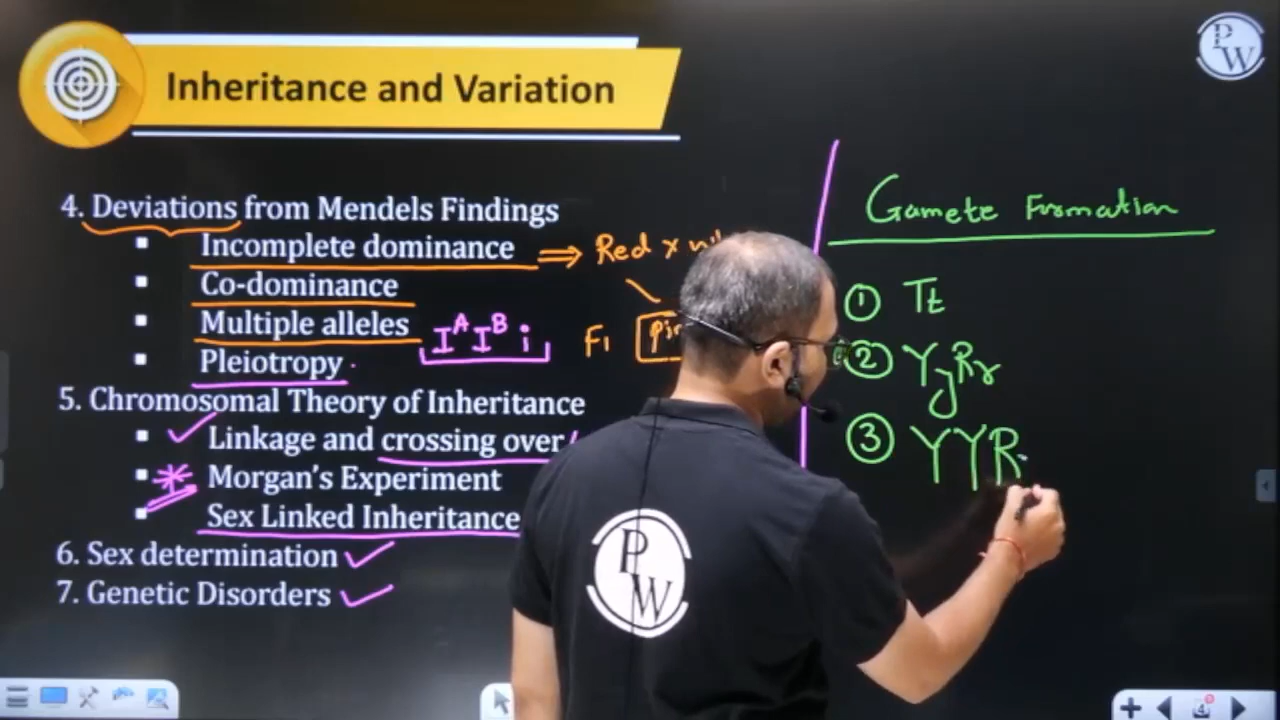 PW
Inheritance and Variation
4. Deviations from Mendels Findings
▪ Incomplete dominance ⇒ Red ×
▪ Co-dominance
▪ Multiple alleles I^A I^B i
▪ Pleiotropy
F1
5. Chromosomal Theory of Inheritance
▪ Linkage and crossing over
▪ Morgan's Experiment
▪ Sex Linked Inheritance
6. Sex determination
7. Genetic Disorders
Gamete Formation
① Tt
② YyRr
③ YYR
PW
4